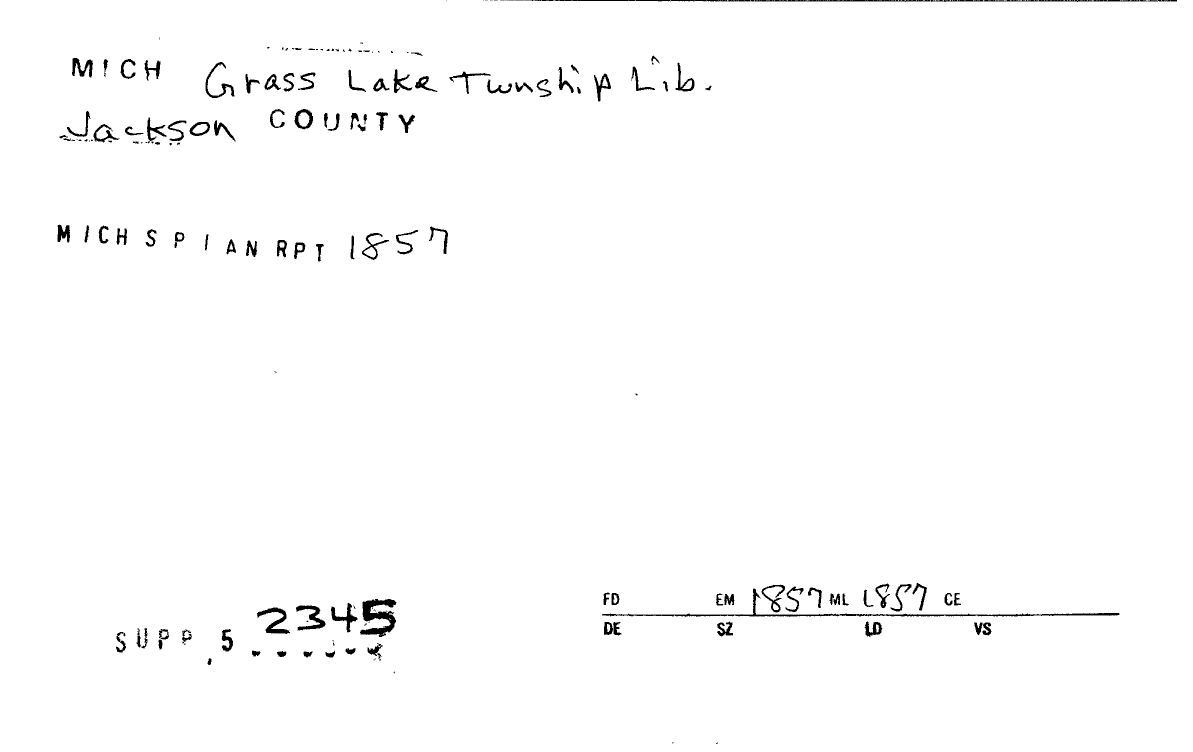 MICH Grass Lake Twnship Lib.
Jackson COUNTY
MICH S P I AN RPT 1857
SUPP. 5 2345
FD EM 1857 ML 1857 CE
DE SZ LD VS